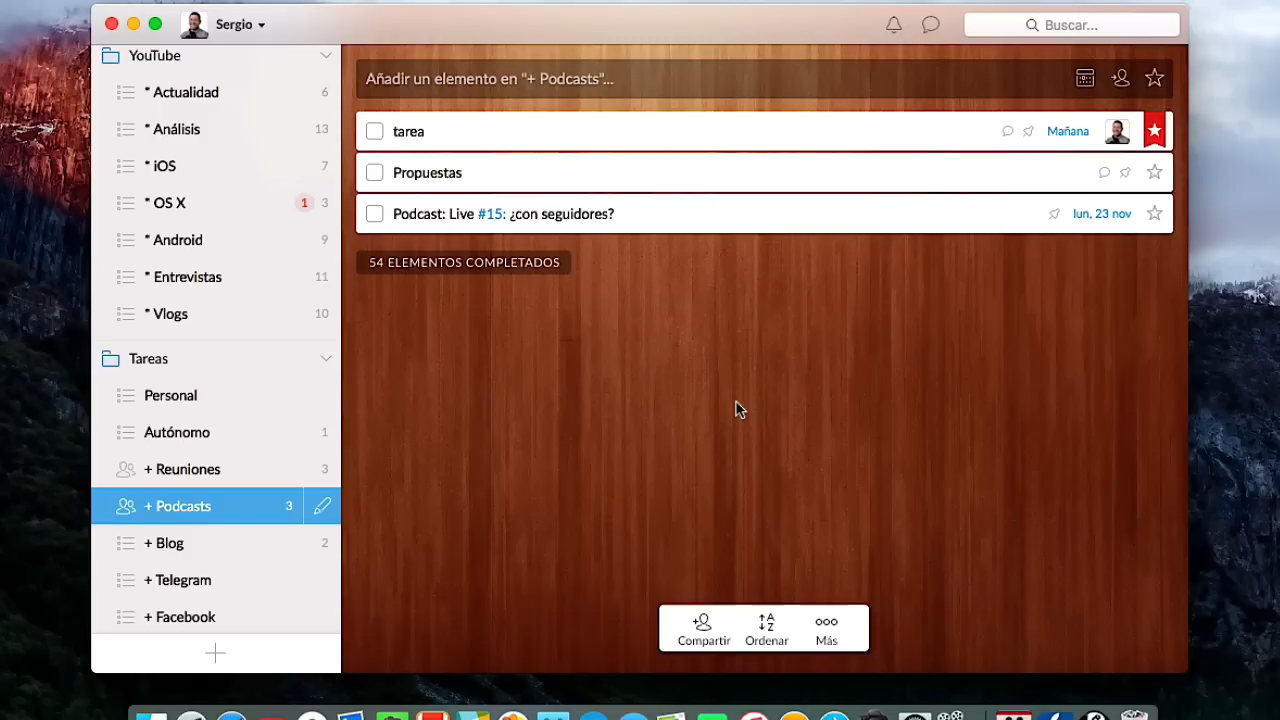 Sergio
Buscar...
YouTube
* Actualidad 6
* Análisis 13
* iOS 7
* OS X 1 3
* Android 9
* Entrevistas 11
* Vlogs 10
Tareas
Personal
Autónomo 1
+ Reuniones 3
+ Podcasts 3
+ Blog 2
+ Telegram
+ Facebook
Añadir un elemento en "+ Podcasts"...
tarea Mañana
Propuestas
Podcast: Live #15: ¿con seguidores? lun, 23 nov
54 ELEMENTOS COMPLETADOS
Compartir Ordenar Más